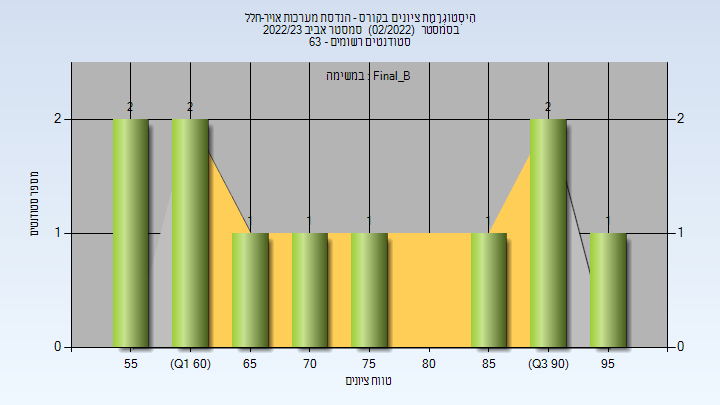 היסטוגרמת ציונים בקורס - הנדסת מערכות אויר-חלל
בסמסטר (02/2022) סמסטר אביב 2022/23
סטודנטים רשומים - 63
במשימה : Final_B
2 2 2
2 2
1 1 1 1 1
1 1
0 0
מספר סטודנטים
55 (Q1 60) 65 70 75 80 85 (Q3 90) 95
טווח ציונים